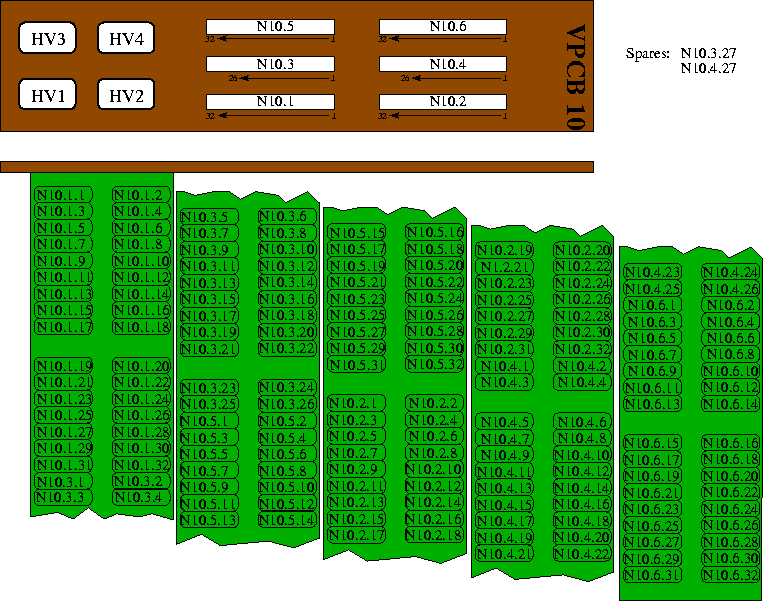 HV3 HV4
HV1 HV2
N10.5 N10.6
32 1 32 1
N10.3 N10.4
26 1 26 1
N10.1 N10.2
32 1 32 1
VPCB 10
Spares: N10.3.27
N10.4.27
N10.1.1 N10.1.2
N10.1.3 N10.1.4
N10.1.5 N10.1.6
N10.1.7 N10.1.8
N10.1.9 N10.1.10
N10.1.11 N10.1.12
N10.1.13 N10.1.14
N10.1.15 N10.1.16
N10.1.17 N10.1.18
N10.1.19 N10.1.20
N10.1.21 N10.1.22
N10.1.23 N10.1.24
N10.1.25 N10.1.26
N10.1.27 N10.1.28
N10.1.29 N10.1.30
N10.1.31 N10.1.32
N10.3.1 N10.3.2
N10.3.3 N10.3.4
N10.3.5 N10.3.6
N10.3.7 N10.3.8
N10.3.9 N10.3.10
N10.3.11 N10.3.12
N10.3.13 N10.3.14
N10.3.15 N10.3.16
N10.3.17 N10.3.18
N10.3.19 N10.3.20
N10.3.21 N10.3.22
N10.3.23 N10.3.24
N10.3.25 N10.3.26
N10.5.1 N10.5.2
N10.5.3 N10.5.4
N10.5.5 N10.5.6
N10.5.7 N10.5.8
N10.5.9 N10.5.10
N10.5.11 N10.5.12
N10.5.13 N10.5.14
N10.5.15 N10.5.16
N10.5.17 N10.5.18
N10.5.19 N10.5.20
N10.5.21 N10.5.22
N10.5.23 N10.5.24
N10.5.25 N10.5.26
N10.5.27 N10.5.28
N10.5.29 N10.5.30
N10.5.31 N10.5.32
N10.2.1 N10.2.2
N10.2.3 N10.2.4
N10.2.5 N10.2.6
N10.2.7 N10.2.8
N10.2.9 N10.2.10
N10.2.11 N10.2.12
N10.2.13 N10.2.14
N10.2.15 N10.2.16
N10.2.17 N10.2.18
N10.2.19 N10.2.20
N1.2.21 N10.2.22
N10.2.23 N10.2.24
N10.2.25 N10.2.26
N10.2.27 N10.2.28
N10.2.29 N10.2.30
N10.2.31 N10.2.32
N10.4.1 N10.4.2
N10.4.3 N10.4.4
N10.4.5 N10.4.6
N10.4.7 N10.4.8
N10.4.9 N10.4.10
N10.4.11 N10.4.12
N10.4.13 N10.4.14
N10.4.15 N10.4.16
N10.4.17 N10.4.18
N10.4.19 N10.4.20
N10.4.21 N10.4.22
N10.4.23 N10.4.24
N10.4.25 N10.4.26
N10.6.1 N10.6.2
N10.6.3 N10.6.4
N10.6.5 N10.6.6
N10.6.7 N10.6.8
N10.6.9 N10.6.10
N10.6.11 N10.6.12
N10.6.13 N10.6.14
N10.6.15 N10.6.16
N10.6.17 N10.6.18
N10.6.19 N10.6.20
N10.6.21 N10.6.22
N10.6.23 N10.6.24
N10.6.25 N10.6.26
N10.6.27 N10.6.28
N10.6.29 N10.6.30
N10.6.31 N10.6.32